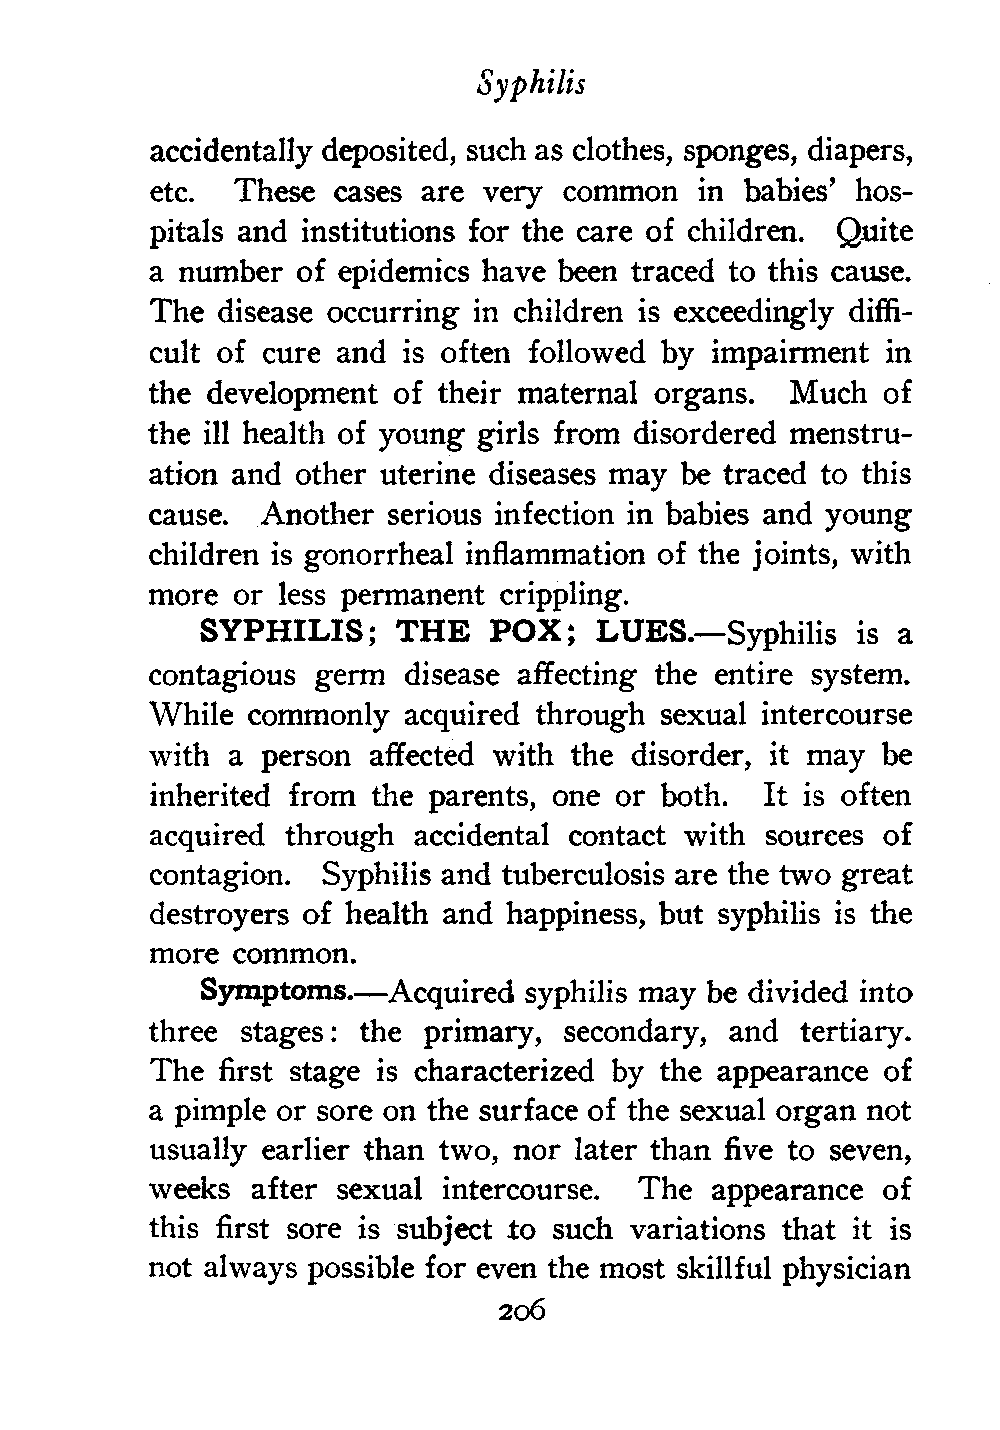 Syphilis
accidentally deposited, such as clothes, sponges, diapers,
etc. These cases are very common in babies' hos-
pitals and institutions for the care of children. Quite
a number of epidemics have been traced to this cause.
The disease occurring in children is exceedingly diffi-
cult of cure and is often followed by impairment in
the development of their maternal organs. Much of
the ill health of young girls from disordered menstru-
ation and other uterine diseases may be traced to this
cause. Another serious infection in babies and young
children is gonorrheal inflammation of the joints, with
more or less permanent crippling.
SYPHILIS; THE POX; LUES.—Syphilis is a
contagious germ disease affecting the entire system.
While commonly acquired through sexual intercourse
with a person affected with the disorder, it may be
inherited from the parents, one or both. It is often
acquired through accidental contact with sources of
contagion. Syphilis and tuberculosis are the two great
destroyers of health and happiness, but syphilis is the
more common.
Symptoms.—Acquired syphilis may be divided into
three stages: the primary, secondary, and tertiary.
The first stage is characterized by the appearance of
a pimple or sore on the surface of the sexual organ not
usually earlier than two, nor later than five to seven,
weeks after sexual intercourse. The appearance of
this first sore is subject to such variations that it is
not always possible for even the most skillful physician
206